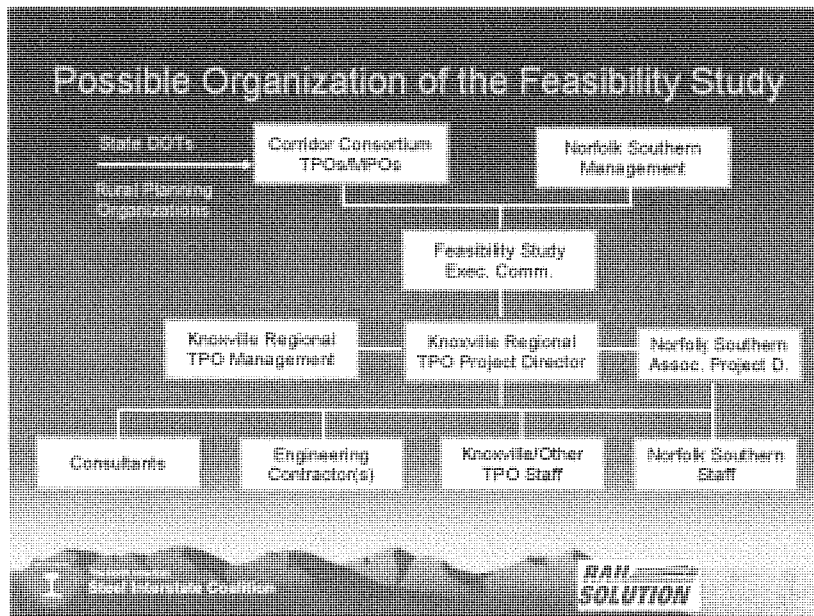 Possible Organization of the Feasibility Study
State DOTs
Rural Planning
Organizations
Corridor Consortium
TPOs/MPOs
Norfolk Southern
Management
Feasibility Study
Exec. Comm.
Knoxville Regional
TPO Management
Knoxville Regional
TPO Project Director
Norfolk Southern
Assoc. Project D.
Consultants
Engineering
Contractor(s)
Knoxville/Other
TPO Staff
Norfolk Southern
Staff
Steel Interstate Coalition
RAIL
SOLUTION